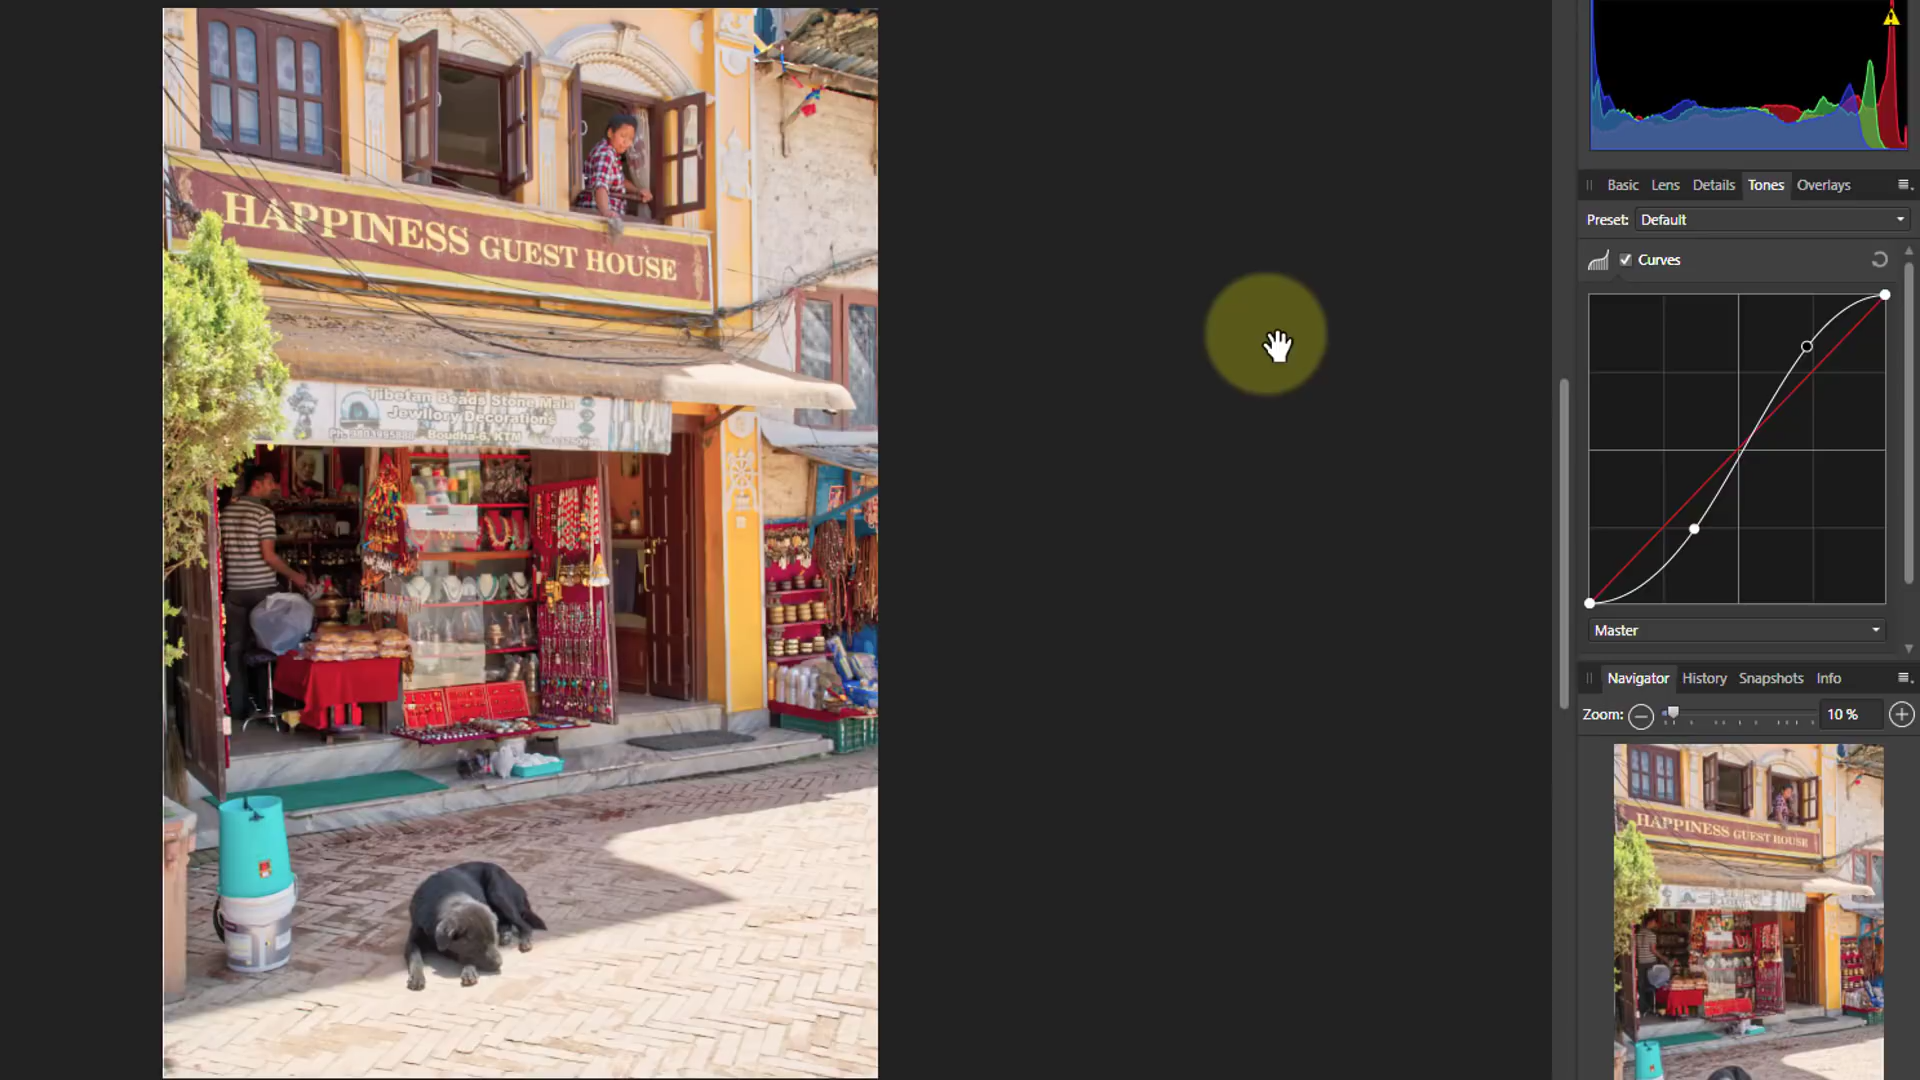 HAPPINESS GUEST HOUSE
Tibetan Beads Stone Mala
Jewllory Decorations
Boudha-6, KTM
Basic Lens Details Tones Overlays
Preset: Default
Curves
Master
Navigator History Snapshots Info
Zoom: 10 %
HAPPINESS GUEST HOUSE